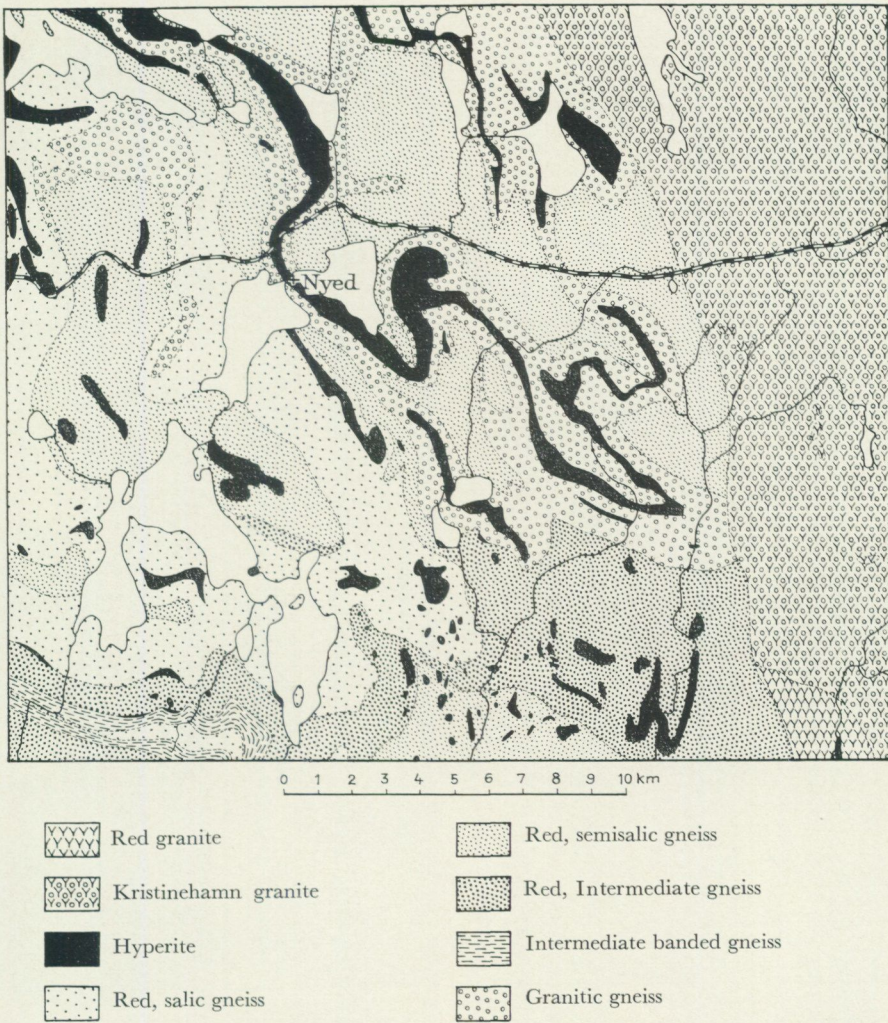 Nyed
0 1 2 3 4 5 6 7 8 9 10 km
Red granite
Kristinehamn granite
Hyperite
Red, salic gneiss
Red, semisalic gneiss
Red, Intermediate gneiss
Intermediate banded gneiss
Granitic gneiss